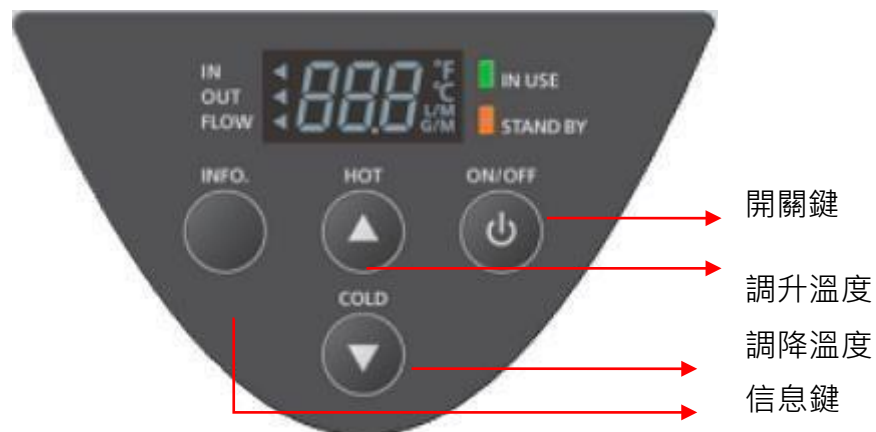 IN
OUT
FLOW
888
°F
°C
L/M
G/M
IN USE
STAND BY
INFO.
HOT
ON/OFF
COLD
開關鍵
調升溫度
調降溫度
信息鍵